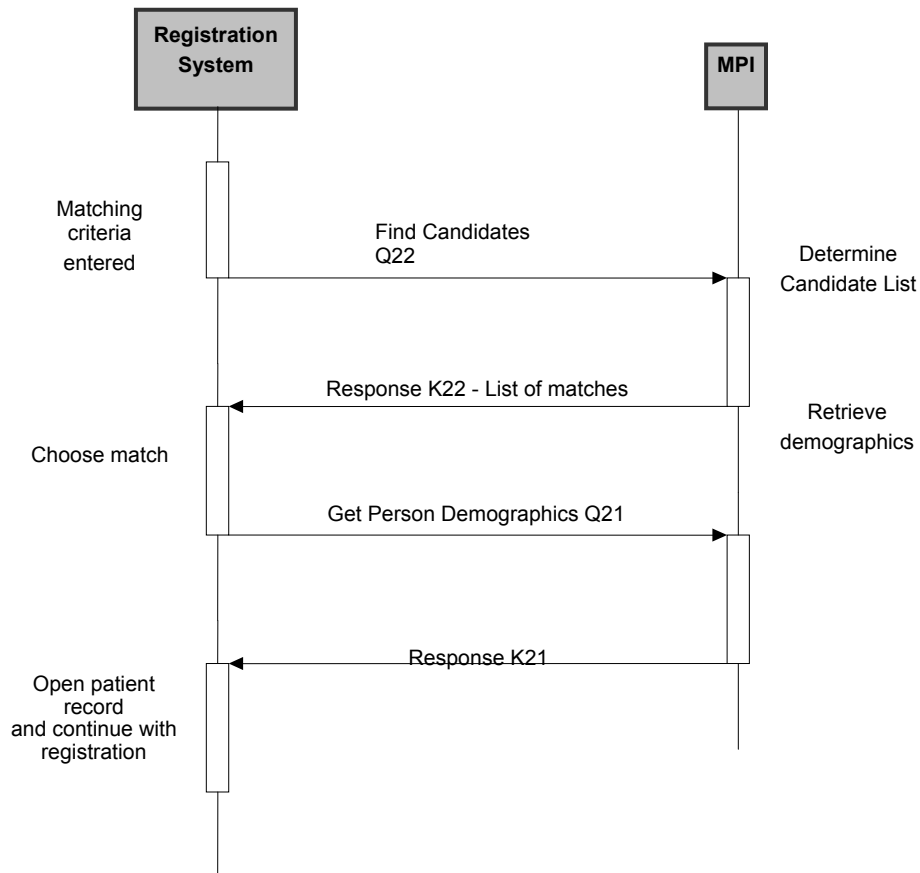 Registration
System
MPI
Matching
criteria
entered
Find Candidates
Q22
Determine
Candidate List
Response K22 - List of matches
Retrieve
demographics
Choose match
Get Person Demographics Q21
Response K21
Open patient
record
and continue with
registration